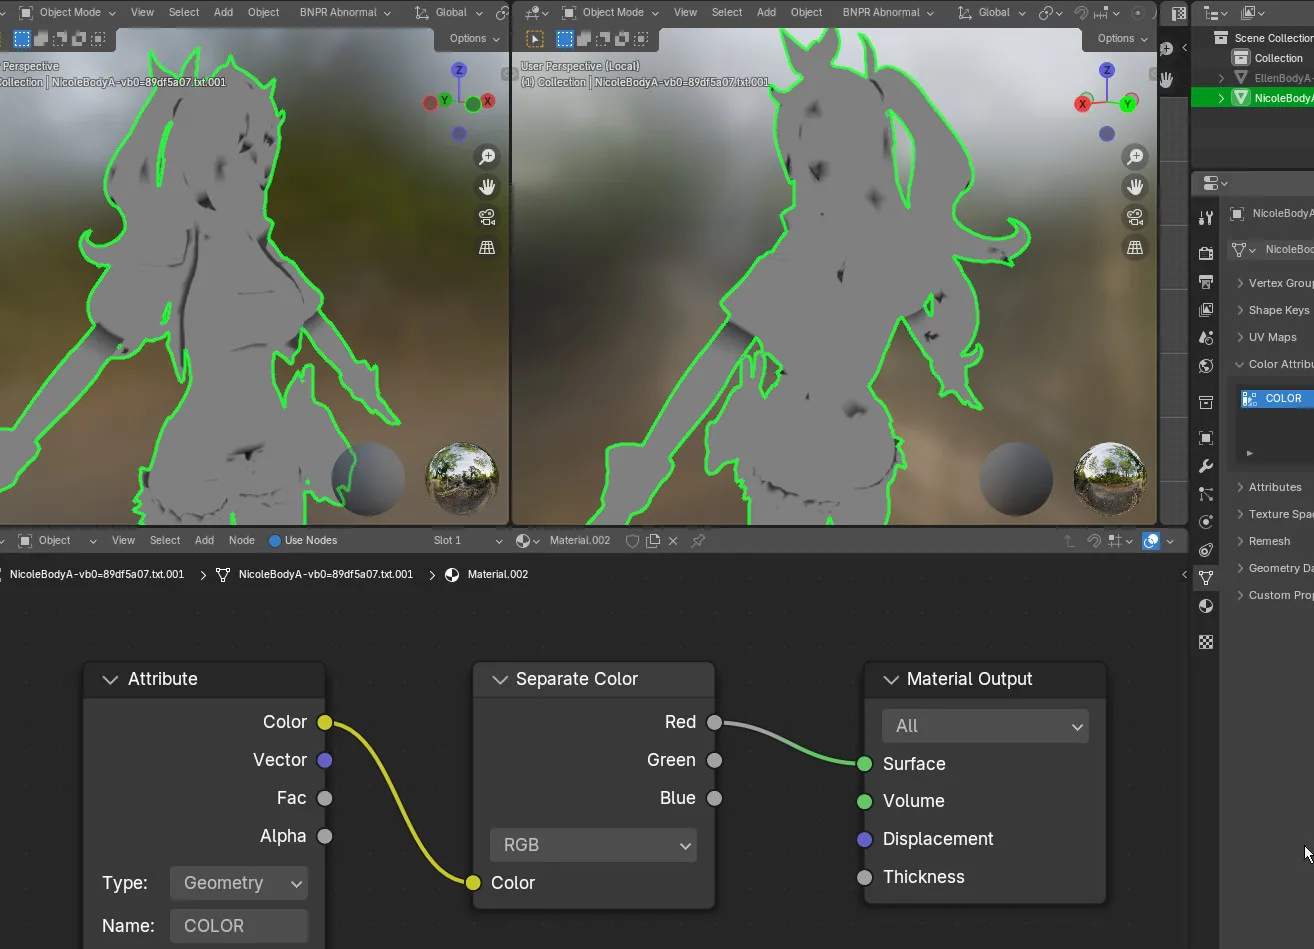 Object Mode View Select Add Object BNPR Abnormal Global
Options
Perspective
Collection | NicoleBodyA-vb0=89df5a07.txt.001
Z
Y
X
Object Mode View Select Add Object BNPR Abnormal Global
Options
User Perspective (Local)
(1) Collection | NicoleBodyA-vb0=89df5a07.txt.001
Z
X
Y
Scene Collection
Collection
EllenBodyA-
NicoleBodyA
NicoleBodyA
NicoleBod
Vertex Grou
Shape Keys
UV Maps
Color Attribu
COLOR
Attributes
Texture Spac
Remesh
Geometry Da
Custom Prop
Object View Select Add Node Use Nodes Slot 1 Material.002
NicoleBodyA-vb0=89df5a07.txt.001 NicoleBodyA-vb0=89df5a07.txt.001 Material.002
Attribute
Color
Vector
Fac
Alpha
Type: Geometry
Name: COLOR
Separate Color
Red
Green
Blue
RGB
Color
Material Output
All
Surface
Volume
Displacement
Thickness